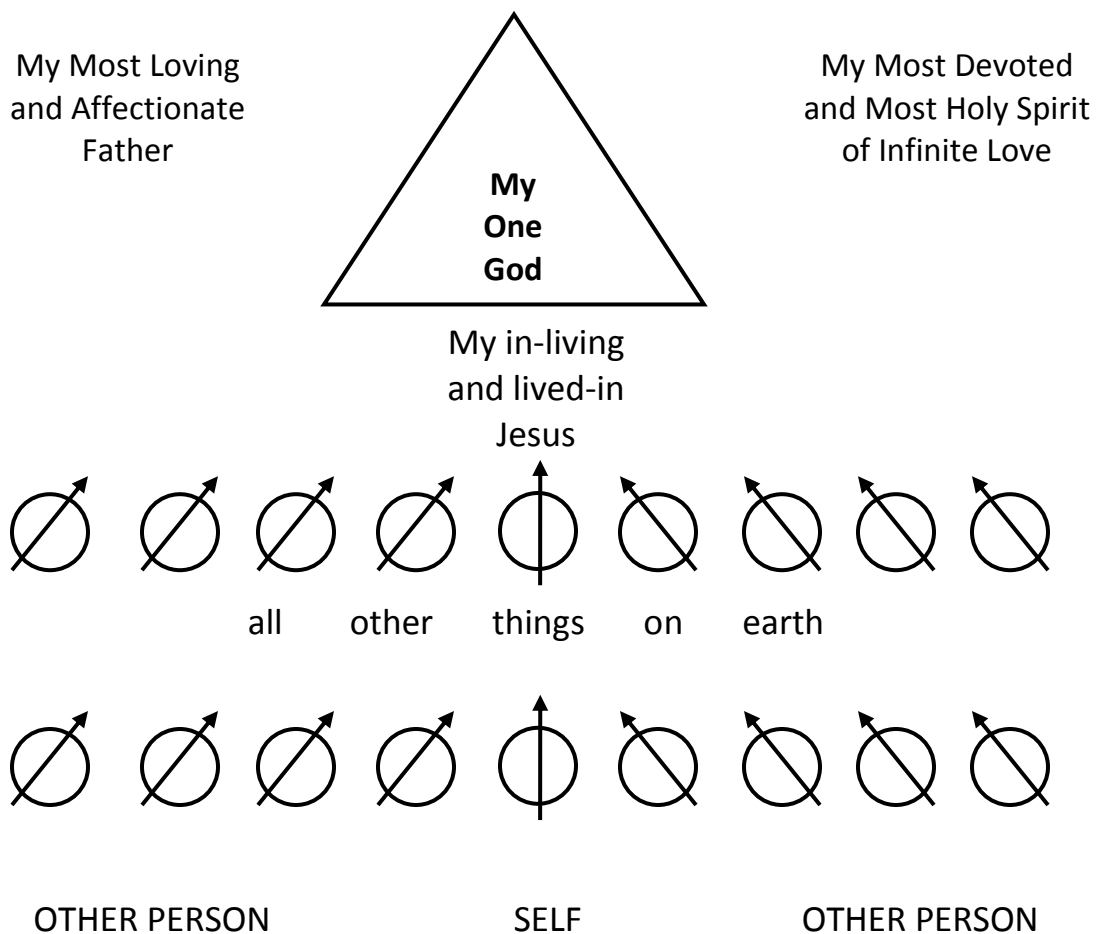 My Most Loving
and Affectionate
Father
My Most Devoted
and Most Holy Spirit
of Infinite Love
My
One
God
My in-living
and lived-in
Jesus
all other things on earth
OTHER PERSON SELF OTHER PERSON